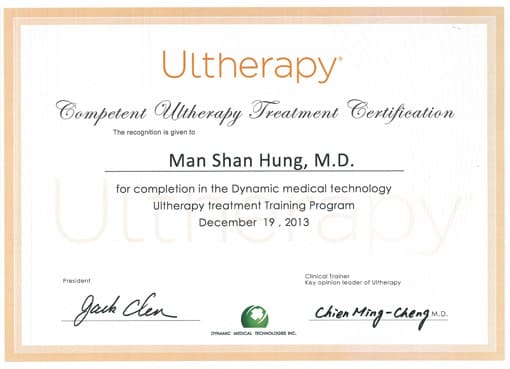 Ultherapy®
Competent Ultherapy Treatment Certification
The recognition is given to
Man Shan Hung, M.D.
for completion in the Dynamic medical technology
Ultherapy treatment Training Program
December 19 , 2013
Ultherapy
President
Clinical Trainer
Key opinion leader of Ultherapy
Jack Chen
Chien Ming-Cheng M.D.
DYNAMIC MEDICAL TECHNOLOGIES INC.